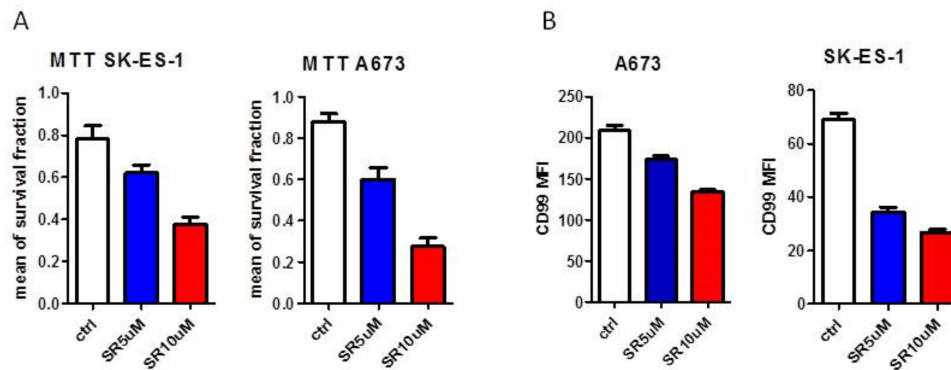 A
B
MTT SK-ES-1
mean of survival fraction
1.0
0.8
0.6
0.4
0.2
0.0
ctrl
SR5uM
SR10uM
MTT A673
mean of survival fraction
1.0
0.8
0.6
0.4
0.2
0.0
ctrl
SR5uM
SR10uM
A673
CD99 MFI
250
200
150
100
50
0
ctrl
SR5uM
SR10uM
SK-ES-1
CD99 MFI
80
60
40
20
0
ctrl
SR5uM
SR10uM